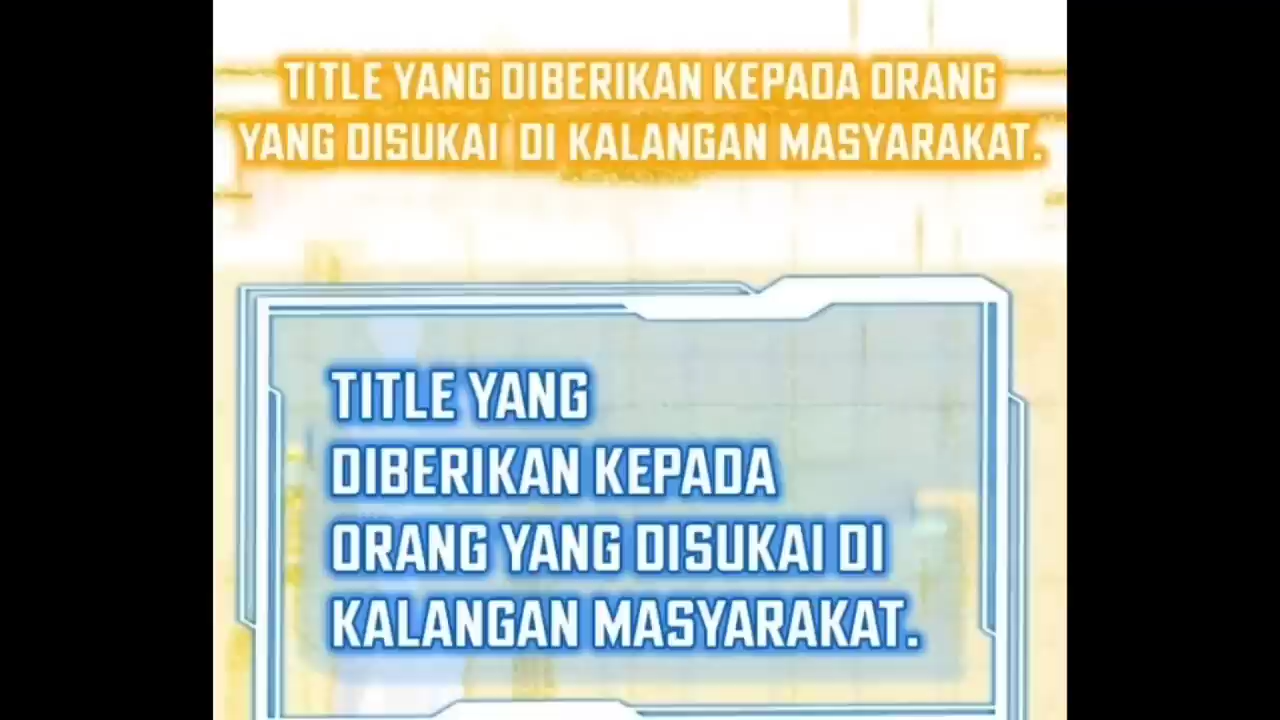 TITLE YANG DIBERIKAN KEPADA ORANG
YANG DISUKAI DI KALANGAN MASYARAKAT.
TITLE YANG
DIBERIKAN KEPADA
ORANG YANG DISUKAI DI
KALANGAN MASYARAKAT.